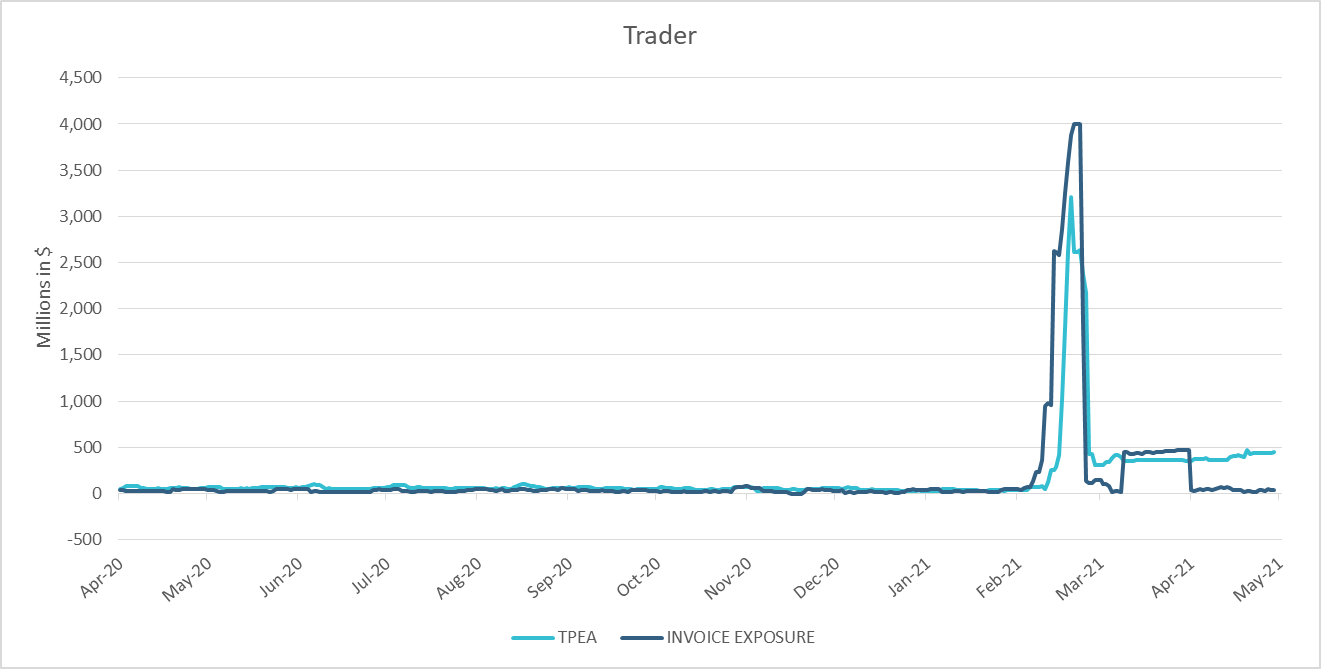 Trader
Millions in $
4,500
4,000
3,500
3,000
2,500
2,000
1,500
1,000
500
0
-500
Apr-20 May-20 Jun-20 Jul-20 Aug-20 Sep-20 Oct-20 Nov-20 Dec-20 Jan-21 Feb-21 Mar-21 Apr-21 May-21
TPEA INVOICE EXPOSURE